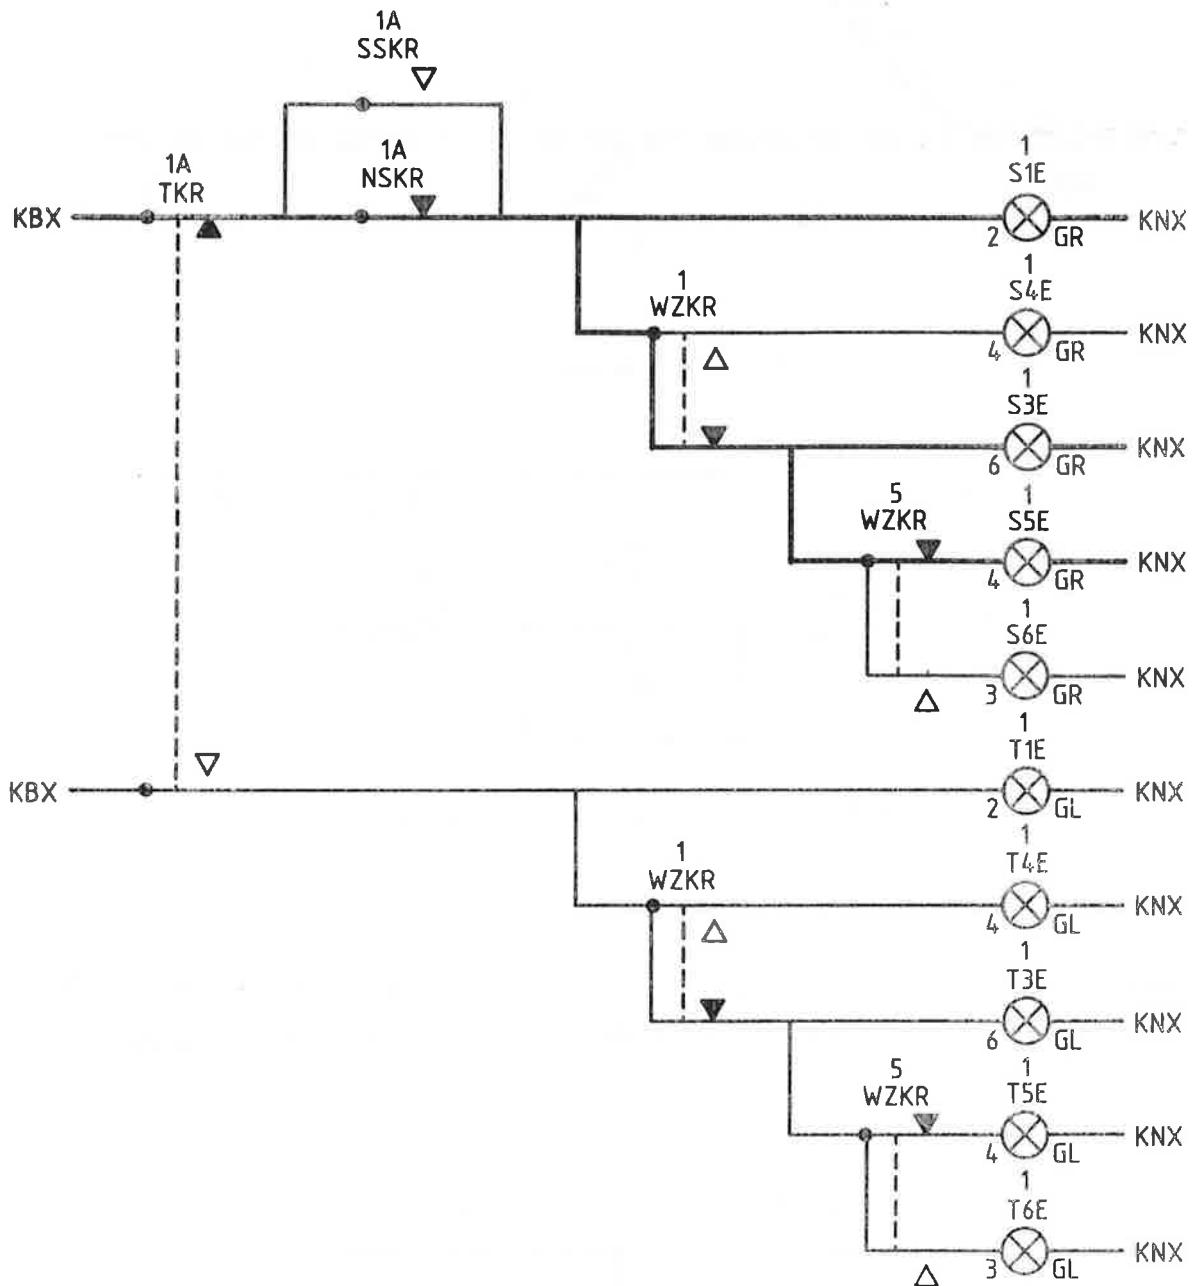 1A
SSKR
1A
TKR
1A
NSKR
1
S1E
KBX
2
GR
KNX
1
WZKR
1
S4E
4
GR
KNX
1
S3E
6
GR
KNX
5
WZKR
1
S5E
4
GR
KNX
1
S6E
3
GR
KNX
1
T1E
KBX
2
GL
KNX
1
WZKR
1
T4E
4
GL
KNX
1
T3E
6
GL
KNX
5
WZKR
1
T5E
4
GL
KNX
1
T6E
3
GL
KNX